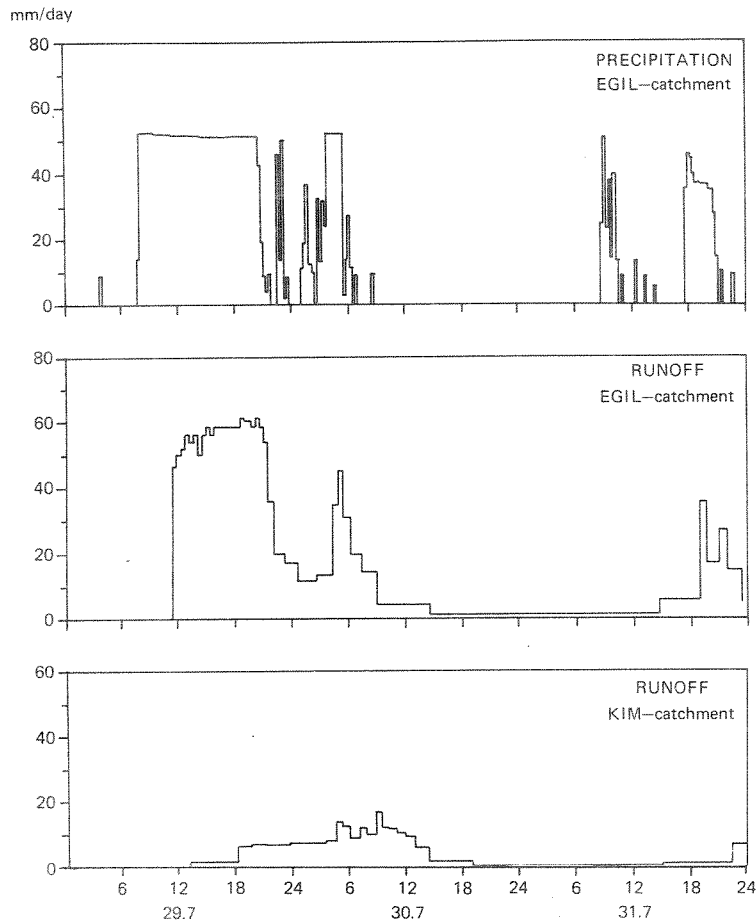 mm/day
80
PRECIPITATION
EGIL–catchment
60
40
20
0
80
RUNOFF
EGIL–catchment
60
40
20
0
60
RUNOFF
KIM–catchment
40
20
0
6 12 18 24 6 12 18 24 6 12 18 24
29.7 30.7 31.7